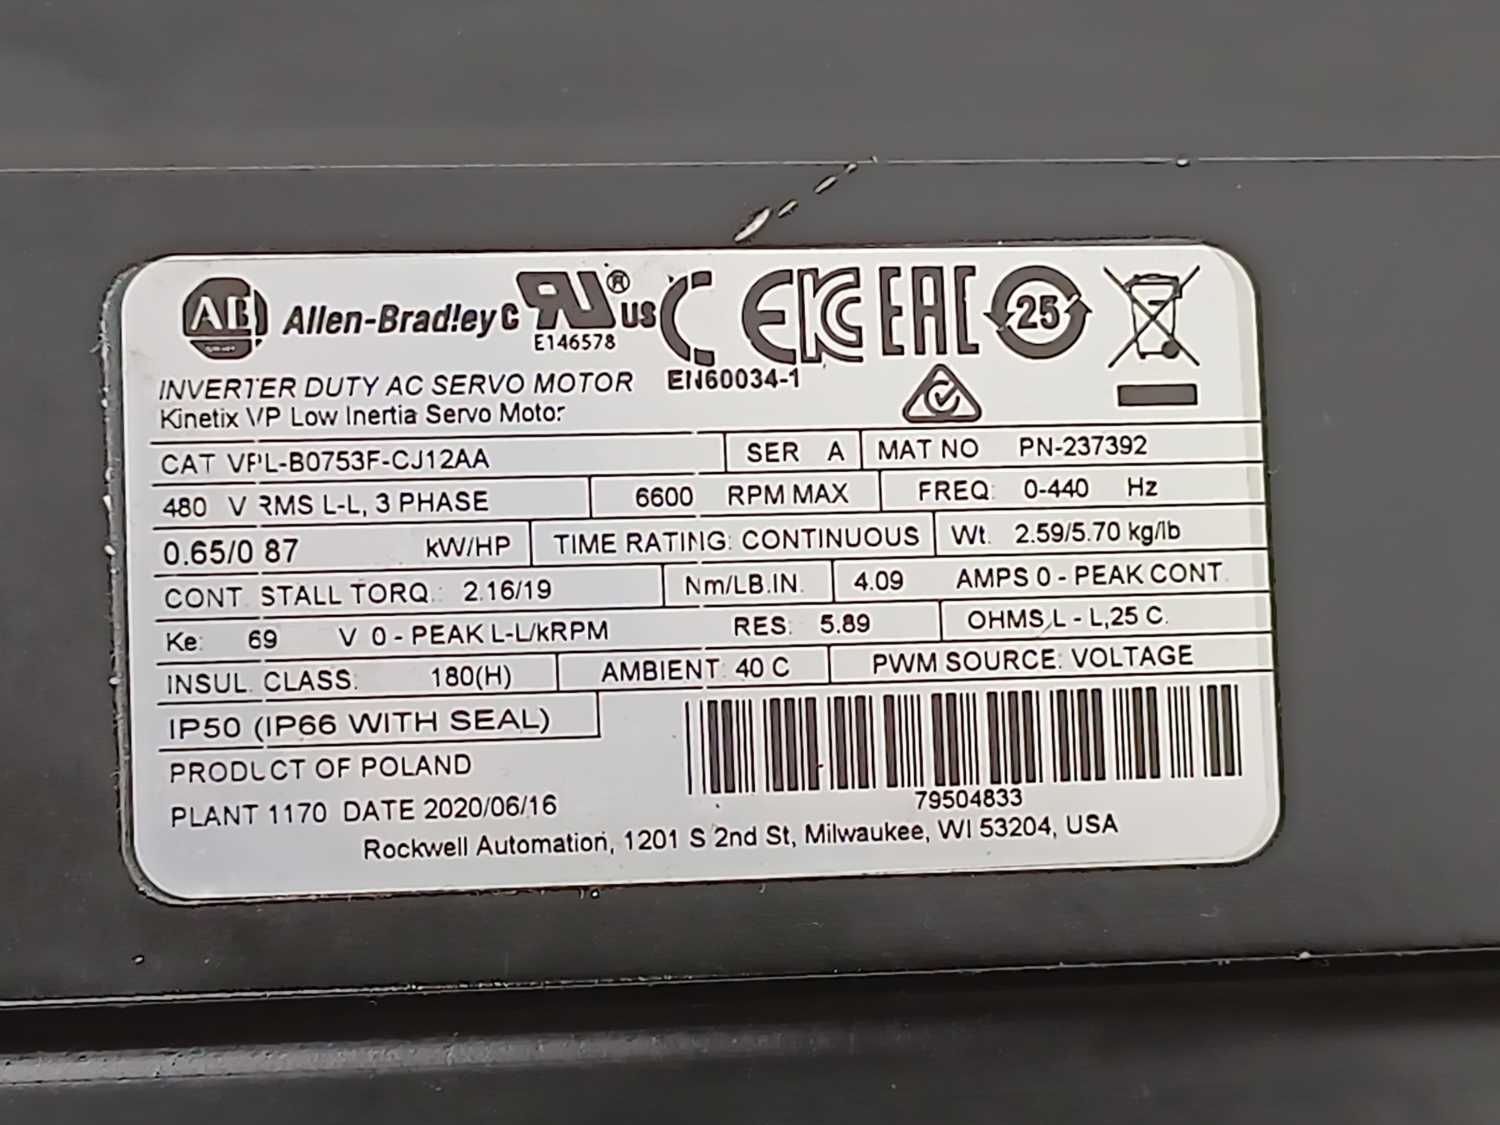 AB Allen-Bradley c RU ® US CE EAC EAC 25
E146578
EN60034-1
INVERTER DUTY AC SERVO MOTOR
Kinetix VP Low Inertia Servo Motor
CAT VPL-B0753F-CJ12AA SER A MAT NO PN-237392
480 V RMS L-L, 3 PHASE 6600 RPM MAX FREQ: 0-440 Hz
0.65/0.87 kW/HP TIME RATING: CONTINUOUS Wt. 2.59/5.70 kg/lb
CONT. STALL TORQ.: 2.16/19 Nm/LB.IN. 4.09 AMPS 0 - PEAK CONT.
Ke: 69 V 0 - PEAK L-L/kRPM RES: 5.89 OHMS L - L,25 C.
INSUL. CLASS: 180(H) AMBIENT: 40 C PWM SOURCE: VOLTAGE
IP50 (IP66 WITH SEAL)
PRODUCT OF POLAND
PLANT 1170 DATE 2020/06/16
79504833
Rockwell Automation, 1201 S 2nd St, Milwaukee, WI 53204, USA